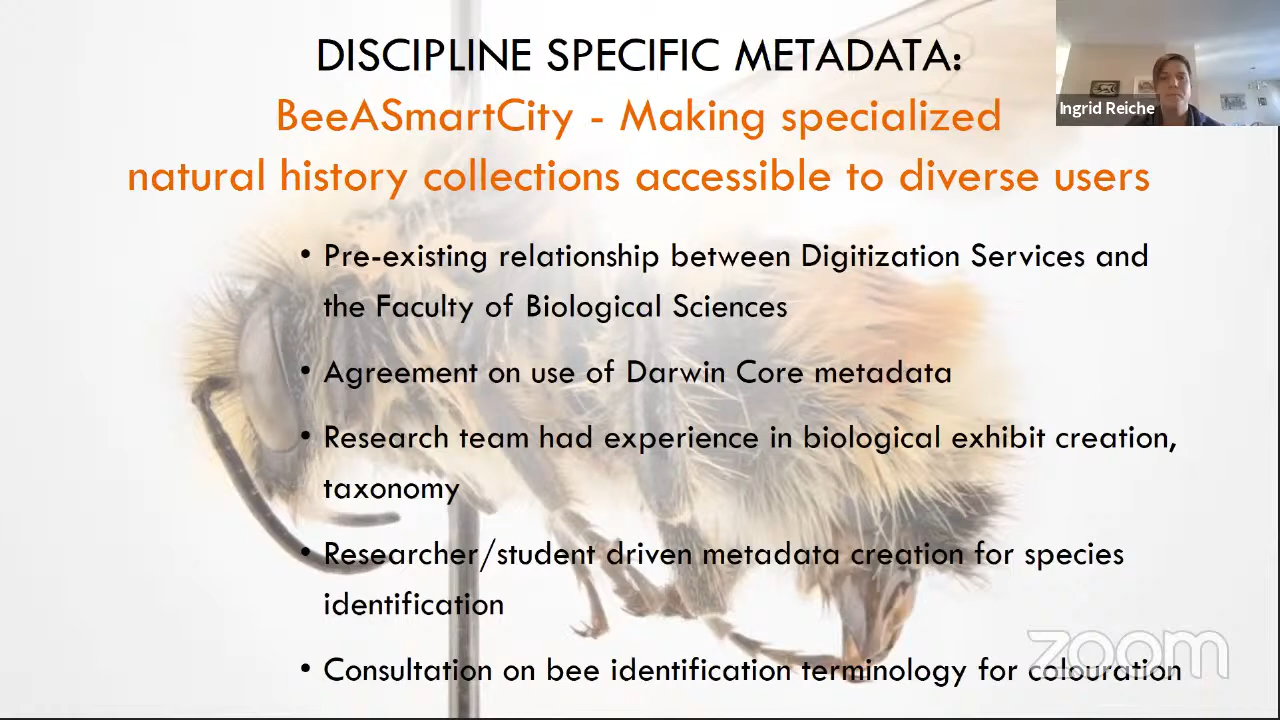 DISCIPLINE SPECIFIC METADATA:
BeeASmartCity - Making specialized
natural history collections accessible to diverse users
Ingrid Reiche
• Pre-existing relationship between Digitization Services and
the Faculty of Biological Sciences
• Agreement on use of Darwin Core metadata
• Research team had experience in biological exhibit creation,
taxonomy
• Researcher/student driven metadata creation for species
identification
• Consultation on bee identification terminology for colouration
zoom